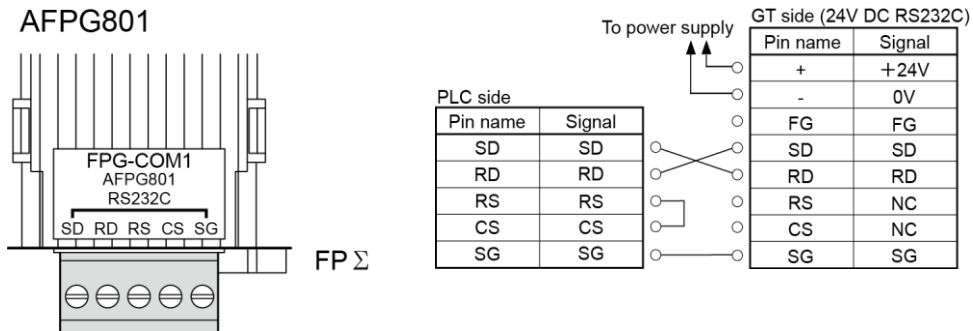 AFPG801
FPG-COM1
AFPG801
RS232C
SD RD RS CS SG
FP Σ
To power supply
PLC side
Pin name Signal
SD SD
RD RD
RS RS
CS CS
SG SG
GT side (24V DC RS232C)
Pin name Signal
+ +24V
- 0V
FG FG
SD SD
RD RD
RS NC
CS NC
SG SG